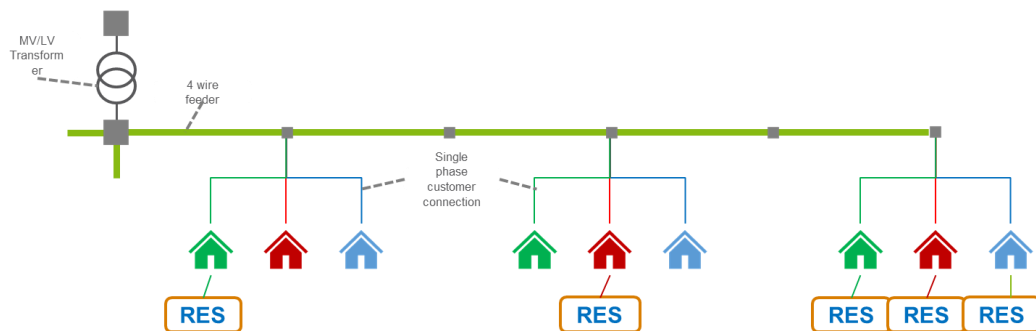 MV/LV
Transform
er
4 wire
feeder
Single
phase
customer
connection
RES
RES
RES
RES
RES